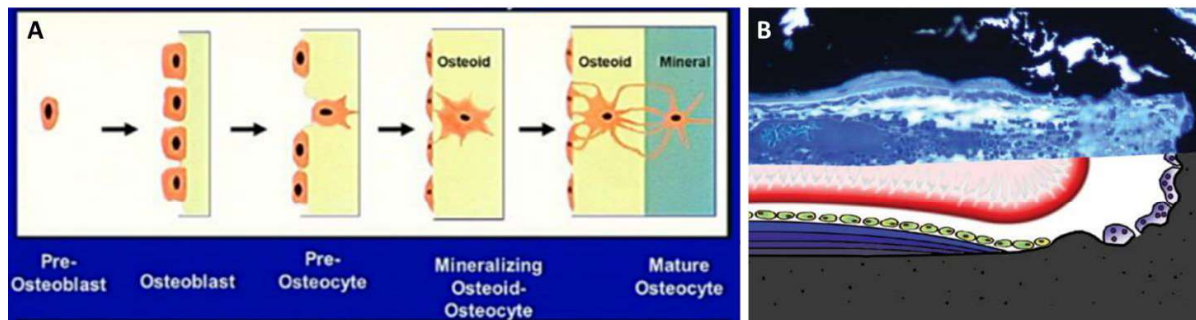 A
B
Osteoid
Osteoid
Mineral
Pre-
Osteoblast
Osteoblast
Pre-
Osteocyte
Mineralizing
Osteoid-
Osteocyte
Mature
Osteocyte